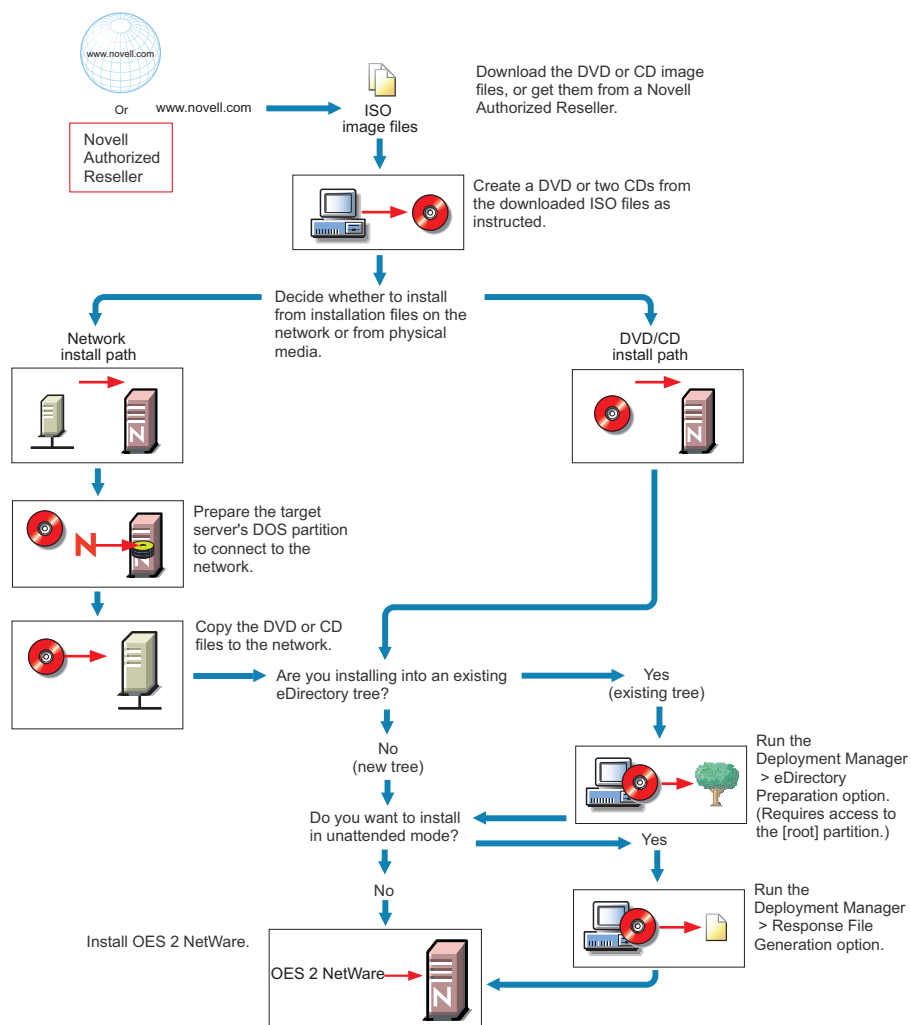 www.novell.com
Or
www.novell.com
Novell
Authorized
Reseller
ISO
image files
Download the DVD or CD image
files, or get them from a Novell
Authorized Reseller.
Create a DVD or two CDs from
the downloaded ISO files as
instructed.
Decide whether to install
from installation files on the
network or from physical
media.
Network
install path
DVD/CD
install path
N
N
Prepare the target
server's DOS partition
to connect to the
network.
N
N
Copy the DVD or CD
files to the network.
Are you installing into an existing
eDirectory tree?
Yes
(existing tree)
No
(new tree)
Run the
Deployment Manager
> eDirectory
Preparation option.
(Requires access to
the [root] partition.)
Do you want to install
in unattended mode?
Yes
No
Run the
Deployment Manager
> Response File
Generation option.
Install OES 2 NetWare.
OES 2 NetWare
N